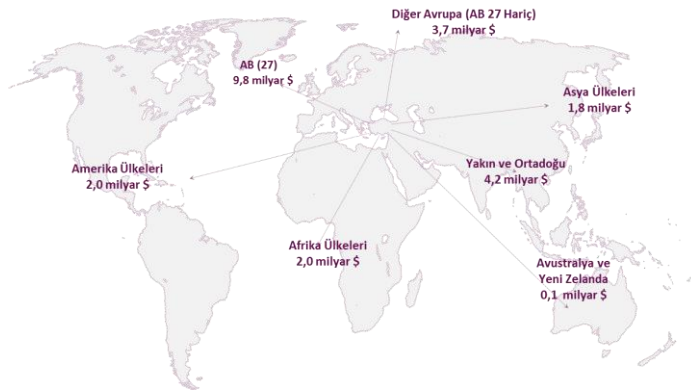 Diğer Avrupa (AB 27 Hariç)
3,7 milyar $
AB (27)
9,8 milyar $
Asya Ülkeleri
1,8 milyar $
Amerika Ülkeleri
2,0 milyar $
Yakın ve Ortadoğu
4,2 milyar $
Afrika Ülkeleri
2,0 milyar $
Avustralya ve
Yeni Zelanda
0,1 milyar $